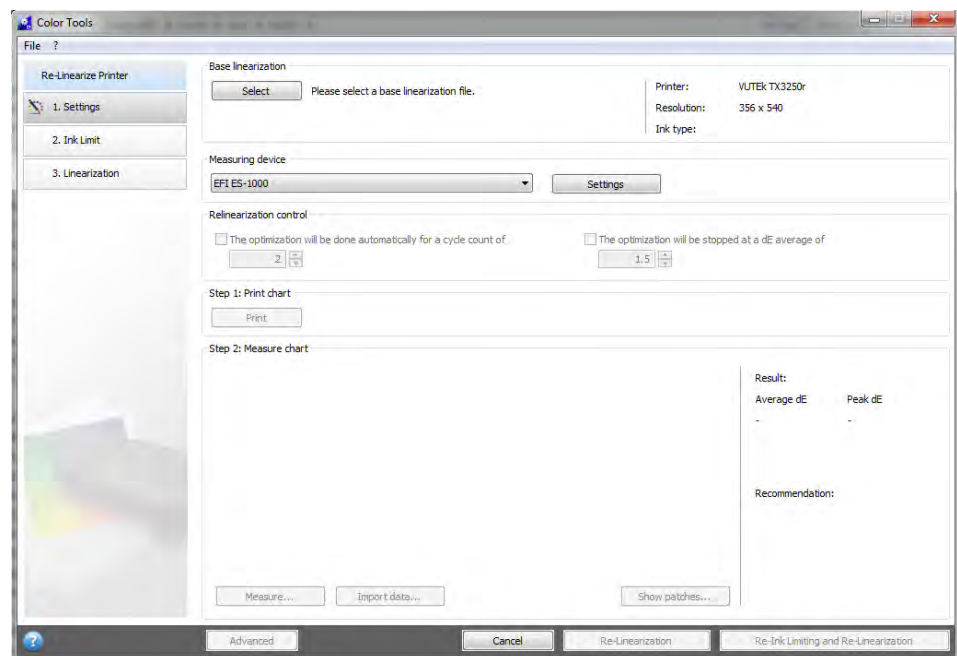 Color Tools
File ?
Re-Linearize Printer
1. Settings
2. Ink Limit
3. Linearization
Base linearization
Select Please select a base linearization file.
Printer: VUTEk TX3250r
Resolution: 356 x 540
Ink type:
Measuring device
EFI ES-1000 Settings
Relinearization control
The optimization will be done automatically for a cycle count of
2
The optimization will be stopped at a dE average of
1.5
Step 1: Print chart
Print
Step 2: Measure chart
Result:
Average dE Peak dE
- -
Recommendation:
Measure... Import data... Show patches...
? Advanced Cancel Re-Linearization Re-Ink Limiting and Re-Linearization